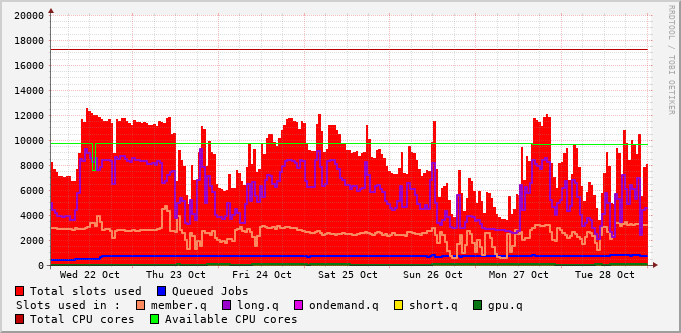 20000
18000
16000
14000
12000
10000
8000
6000
4000
2000
0
Wed 22 Oct Thu 23 Oct Fri 24 Oct Sat 25 Oct Sun 26 Oct Mon 27 Oct Tue 28 Oct
RRDTOOL / TOBI OETIKER
Total slots used Queued Jobs
Slots used in : member.q long.q ondemand.q short.q gpu.q
Total CPU cores Available CPU cores